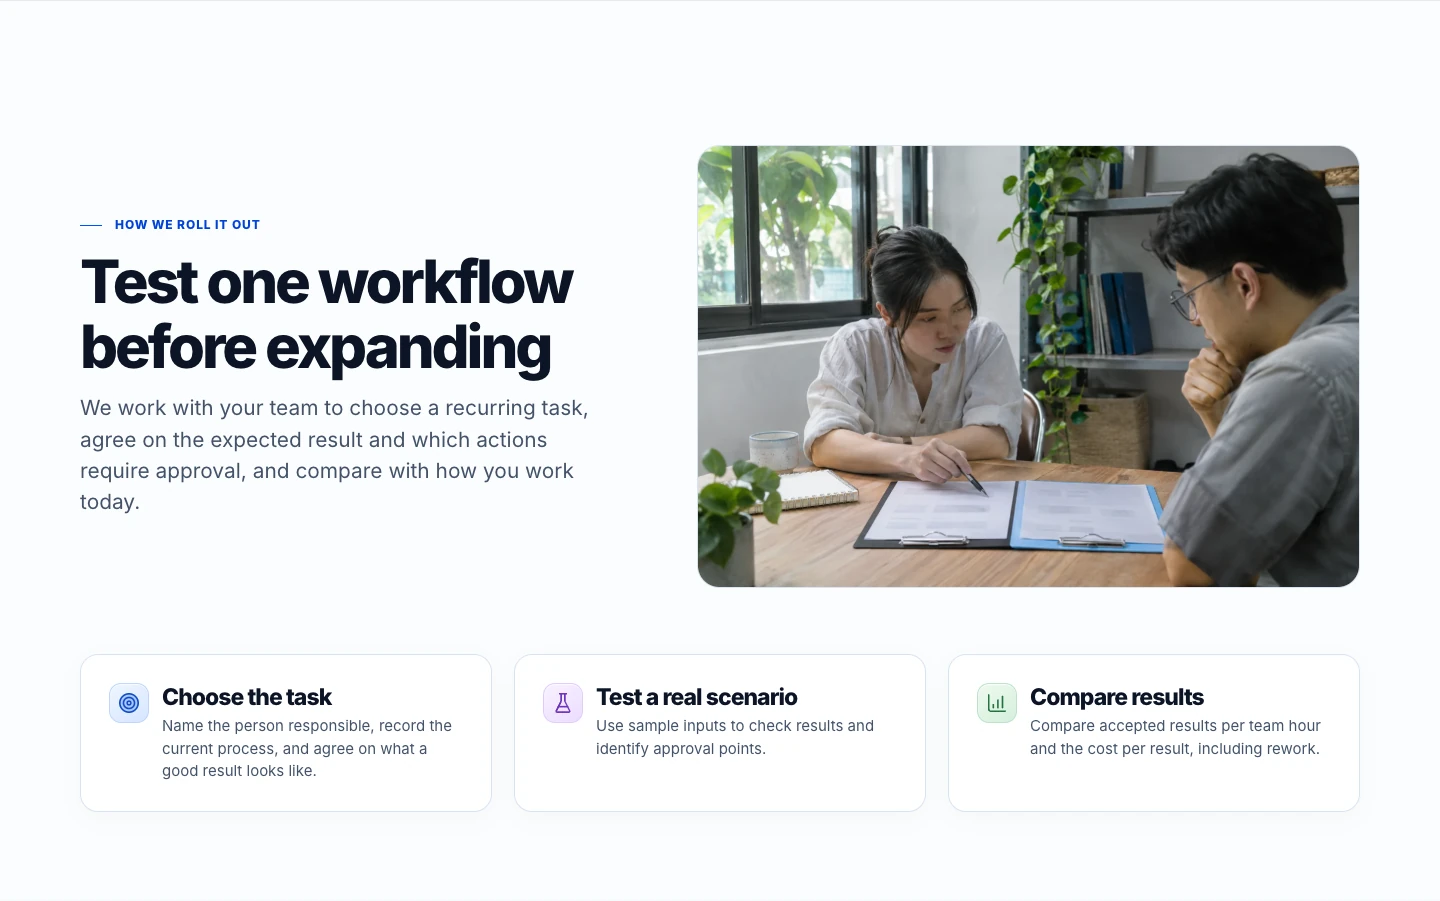 HOW WE ROLL IT OUT
Test one workflow
before expanding
We work with your team to choose a recurring task,
agree on the expected result and which actions
require approval, and compare with how you work
today.
Choose the task
Name the person responsible, record the
current process, and agree on what a
good result looks like.
Test a real scenario
Use sample inputs to check results and
identify approval points.
Compare results
Compare accepted results per team hour
and the cost per result, including rework.